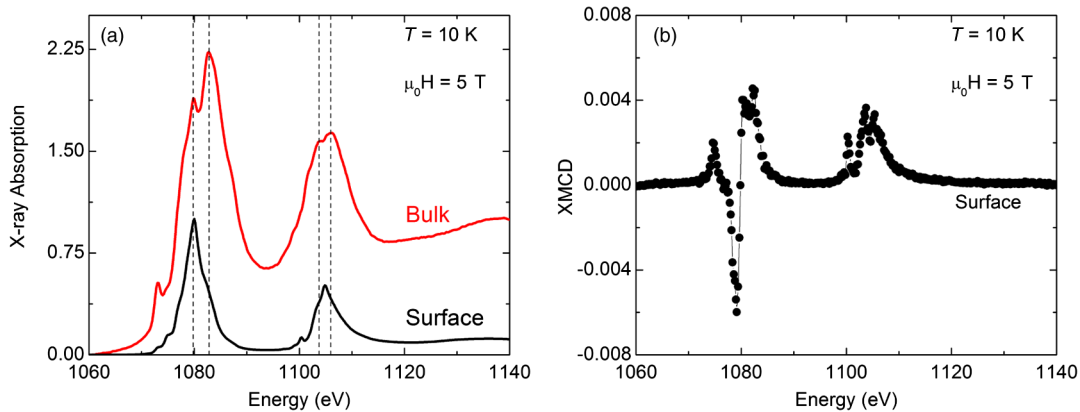 (a)
T = 10 K
μ₀H = 5 T
Bulk
Surface
X-ray Absorption
2.25
1.50
0.75
0.00
1060 1080 1100 1120 1140
Energy (eV)
(b)
T = 10 K
μ₀H = 5 T
Surface
XMCD
0.008
0.004
0.000
-0.004
-0.008
1060 1080 1100 1120 1140
Energy (eV)